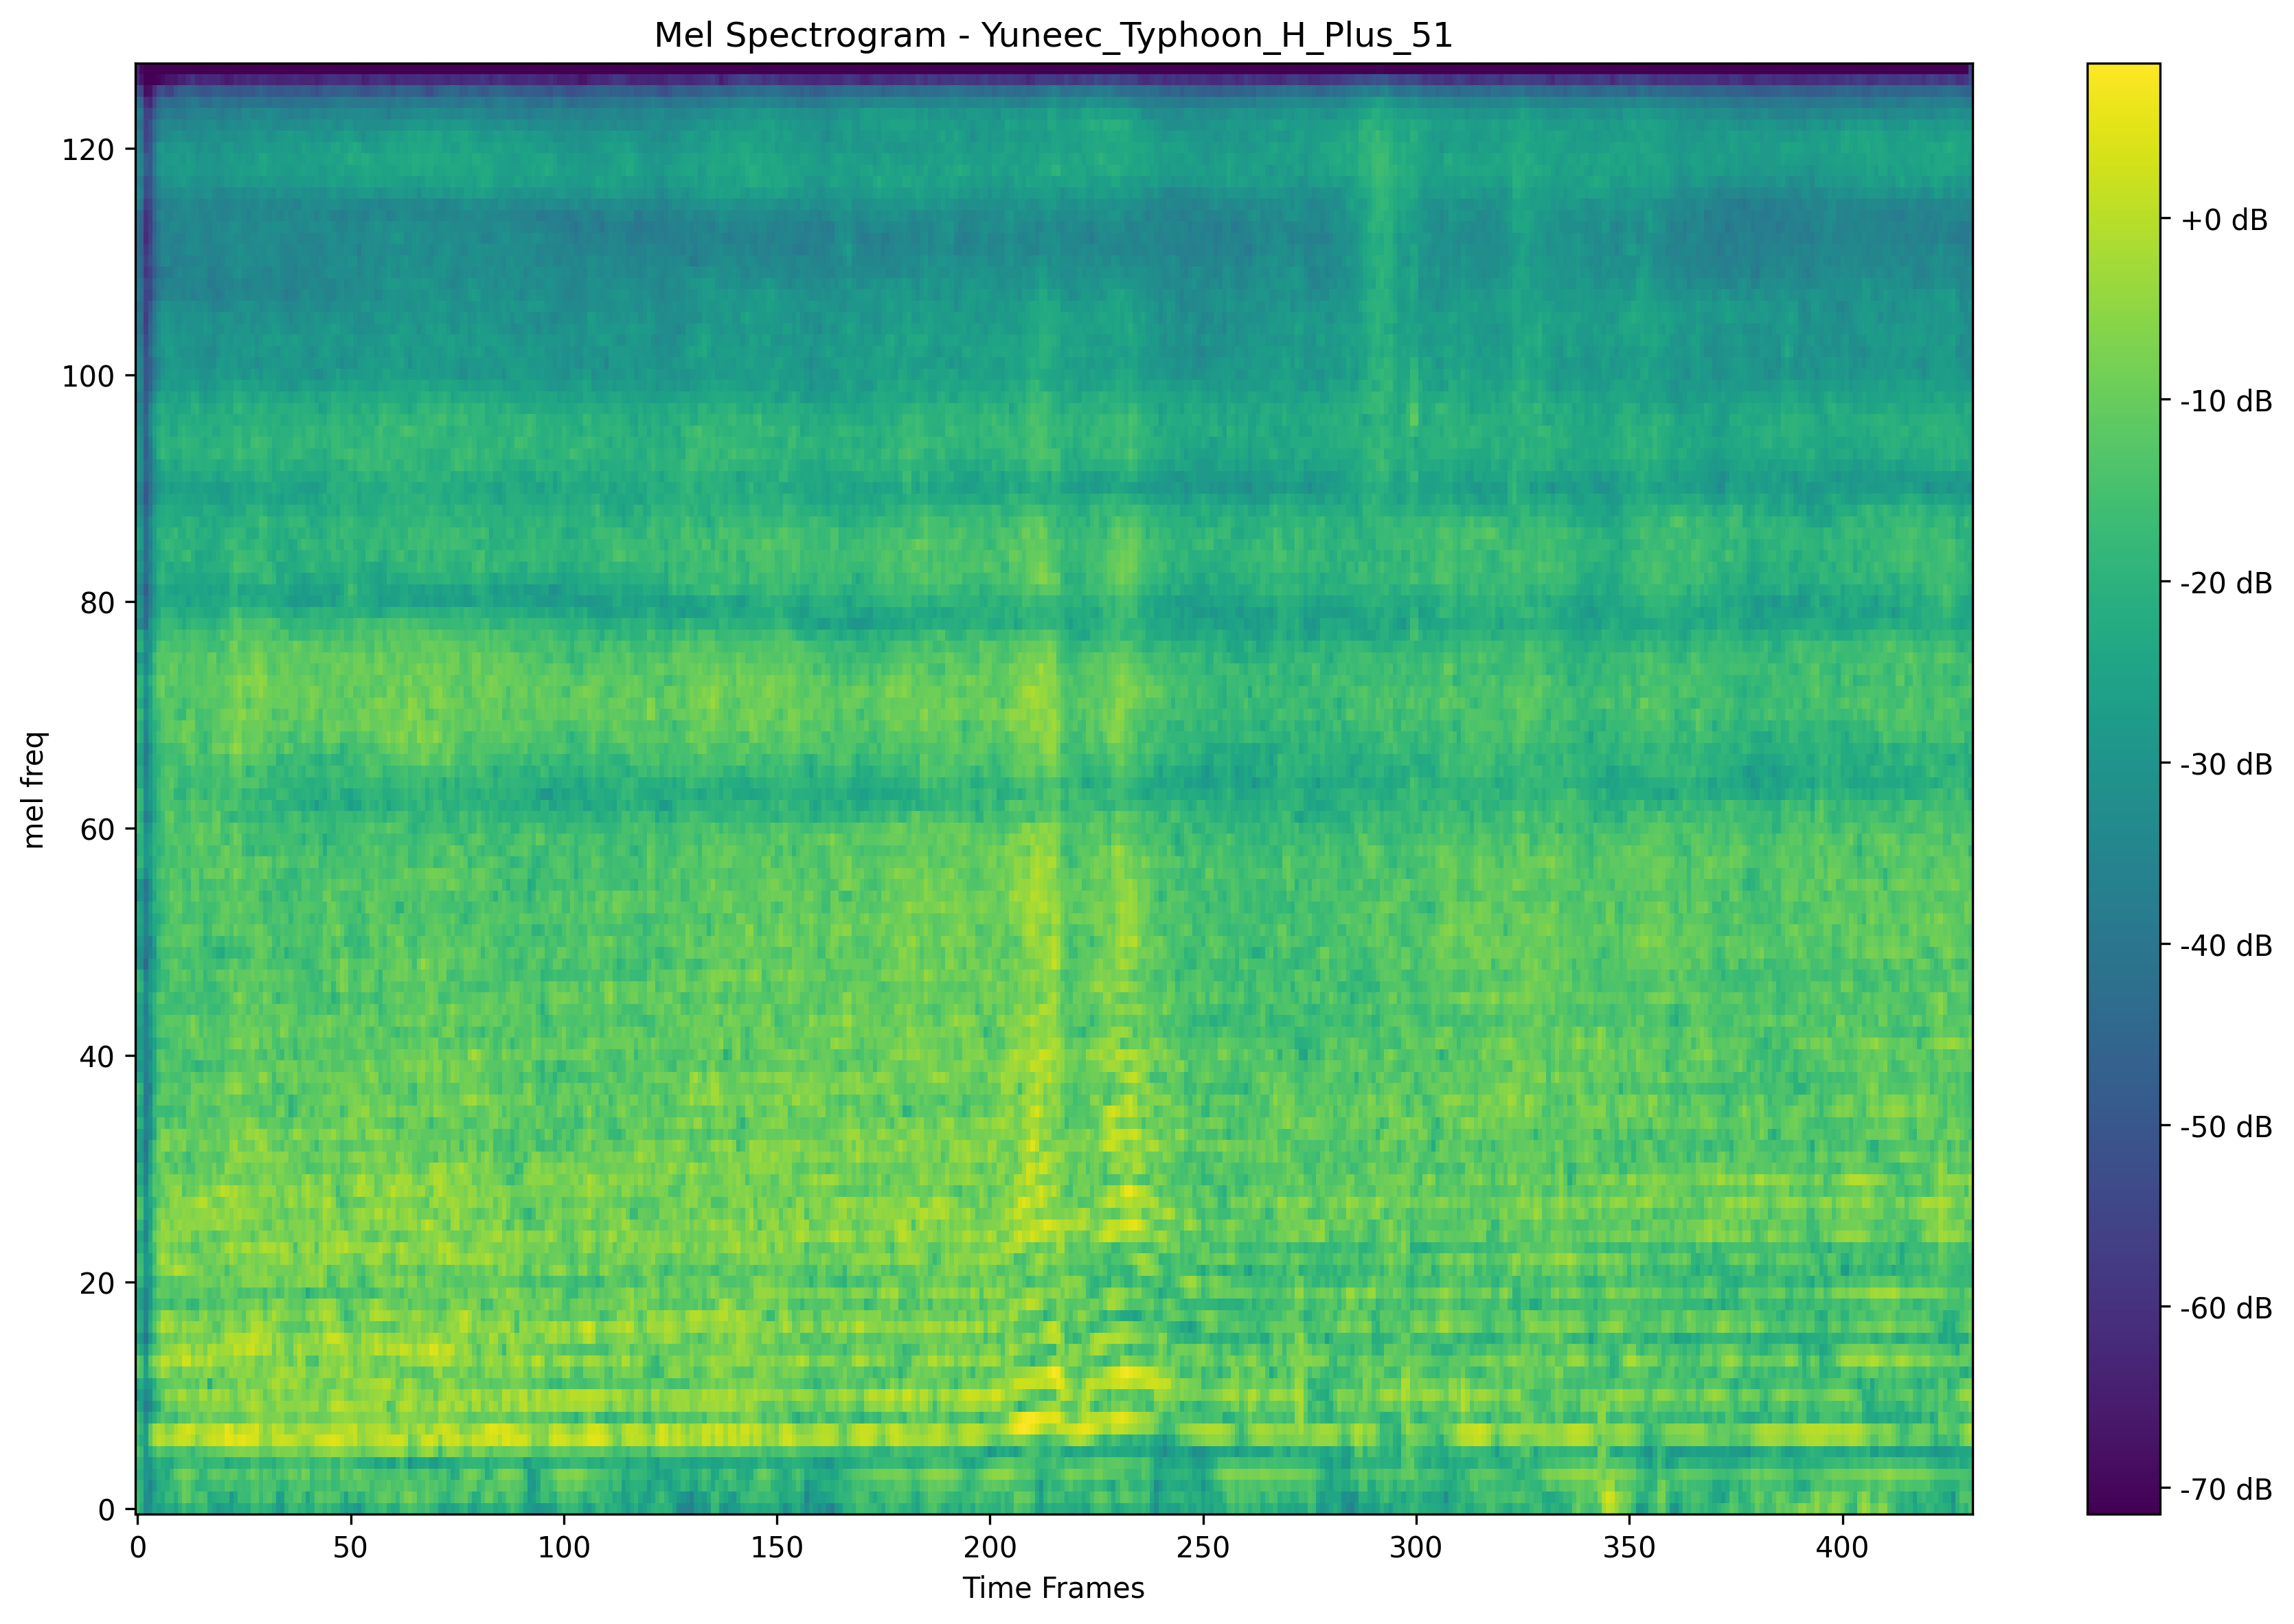 Mel Spectrogram - Yuneec_Typhoon_H_Plus_51
120
100
80
60
40
20
0
mel freq
0
50
100
150
200
250
300
350
400
Time Frames
+0 dB
-10 dB
-20 dB
-30 dB
-40 dB
-50 dB
-60 dB
-70 dB